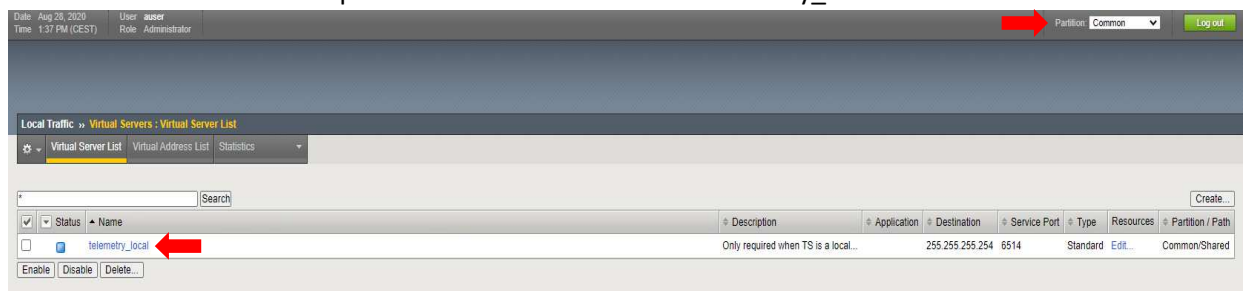 Date Aug 28, 2020 User auser
Time 1:37 PM (CEST) Role Administrator
Partition: Common Log out
Local Traffic ›› Virtual Servers : Virtual Server List
Virtual Server List Virtual Address List Statistics
* Search
Create...
Status Name Description Application Destination Service Port Type Resources Partition / Path
telemetry_local Only required when TS is a local... 255.255.255.254 6514 Standard Edit... Common/Shared
Enable Disable Delete...